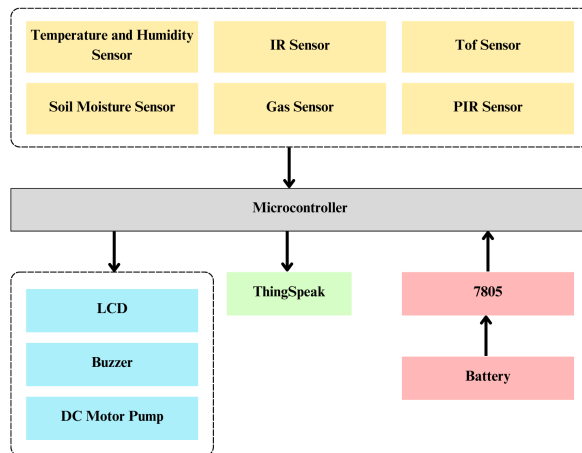 Temperature and Humidity
Sensor
IR Sensor
Tof Sensor
Soil Moisture Sensor
Gas Sensor
PIR Sensor
Microcontroller
LCD
Buzzer
DC Motor Pump
ThingSpeak
7805
Battery